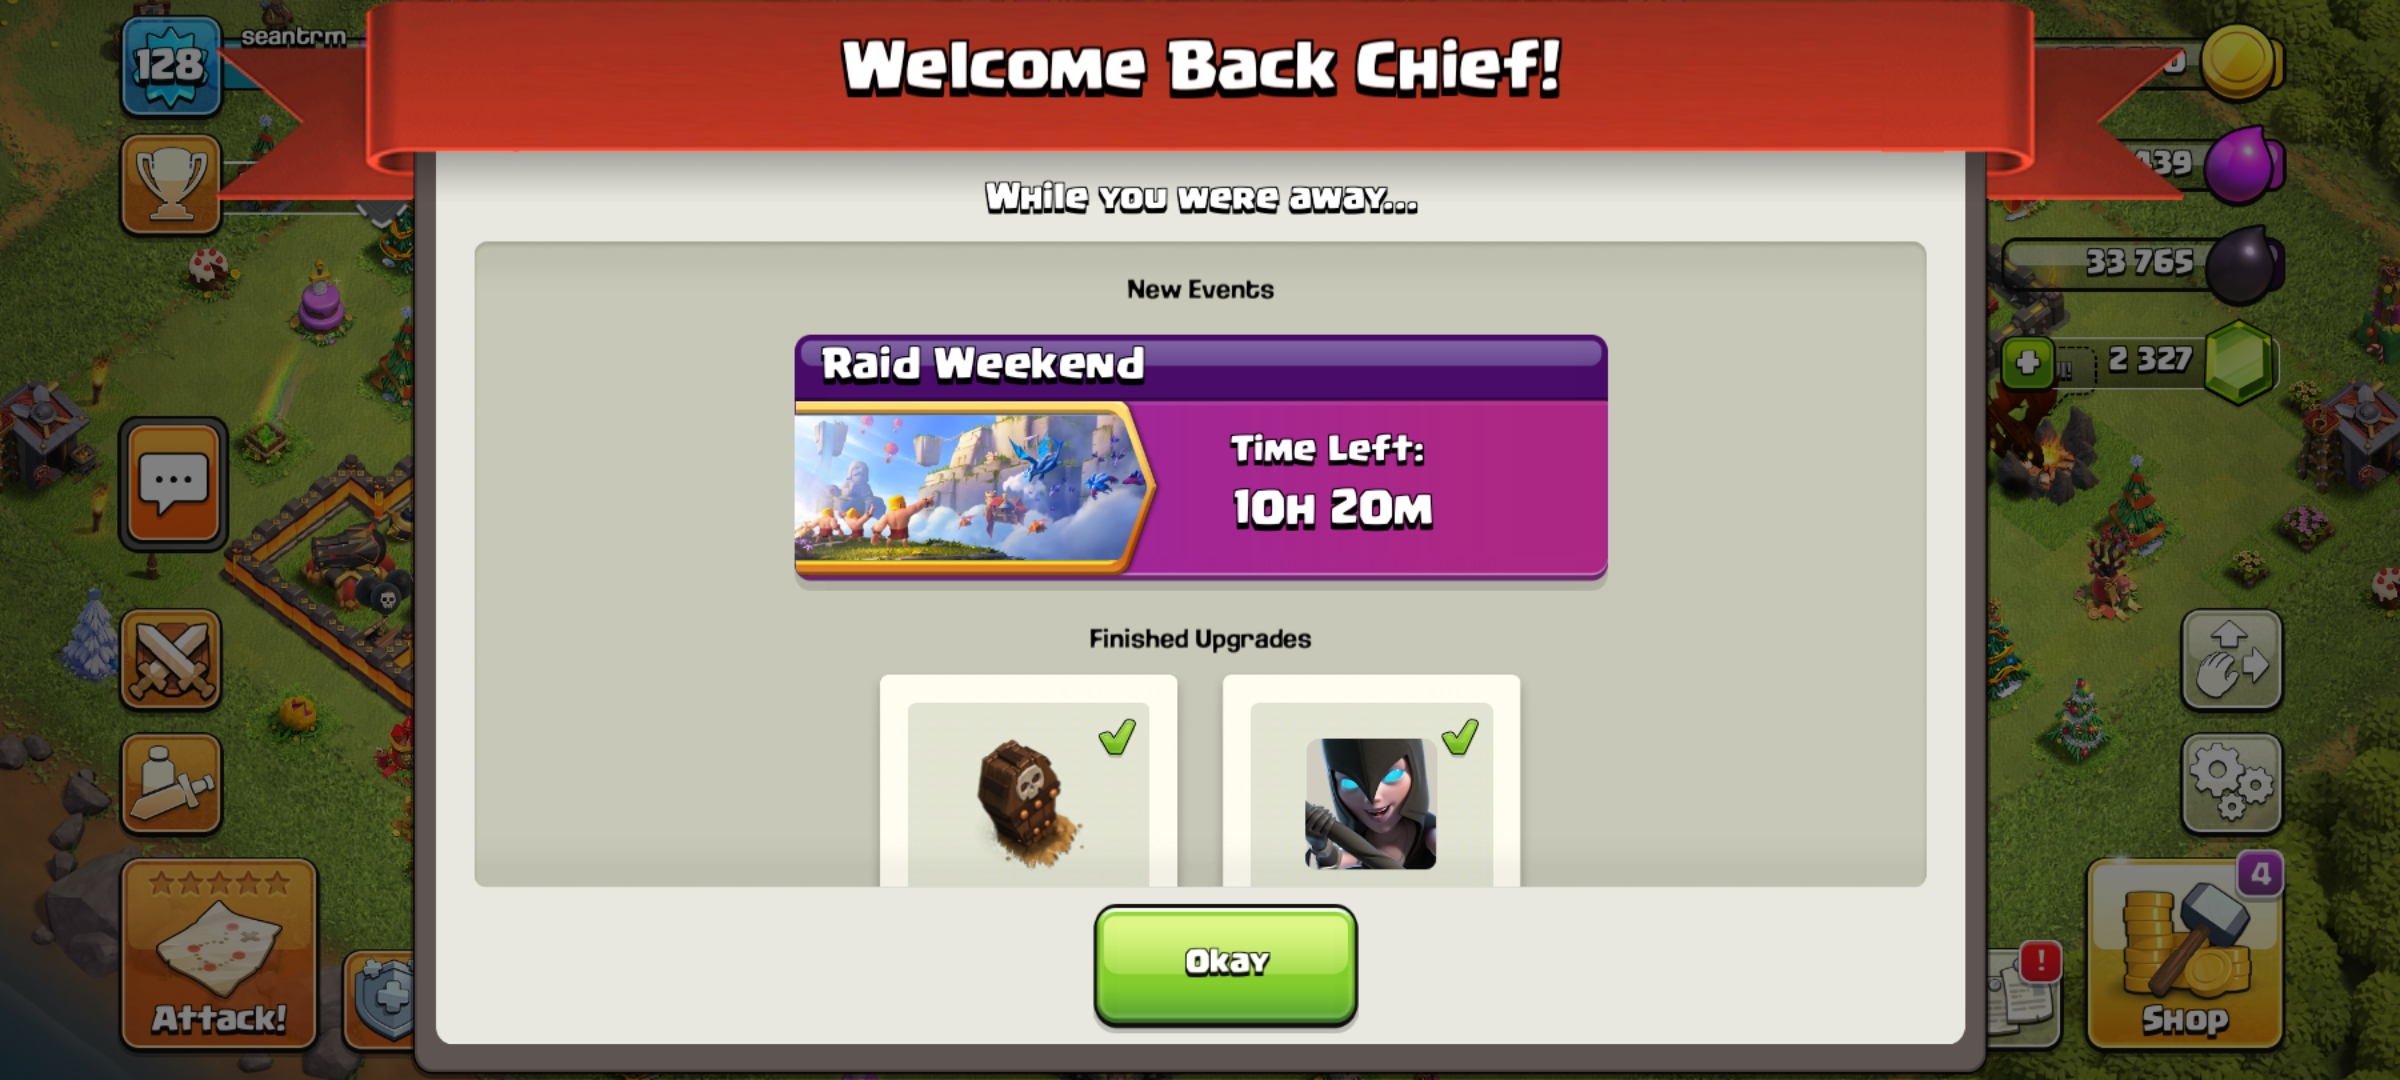 128
seantrm
Welcome Back Chief!
While you were away...
439
New Events
33 765
Raid Weekend
2 327
Time Left:
10H 20M
Finished Upgrades
4
Okay
!
Attack!
Shop